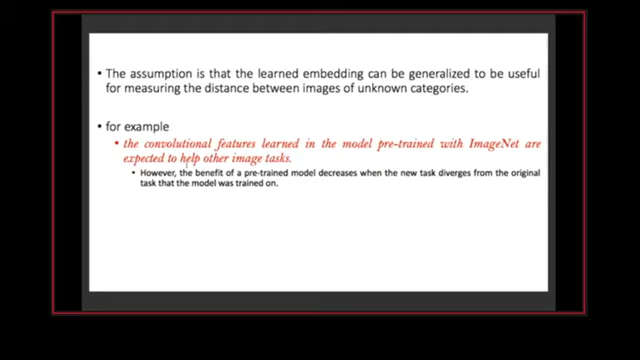 • The assumption is that the learned embedding can be generalized to be useful
for measuring the distance between images of unknown categories.
• for example
• the convolutional features learned in the model pre-trained with ImageNet are
expected to help other image tasks.
• However, the benefit of a pre-trained model decreases when the new task diverges from the original
task that the model was trained on.